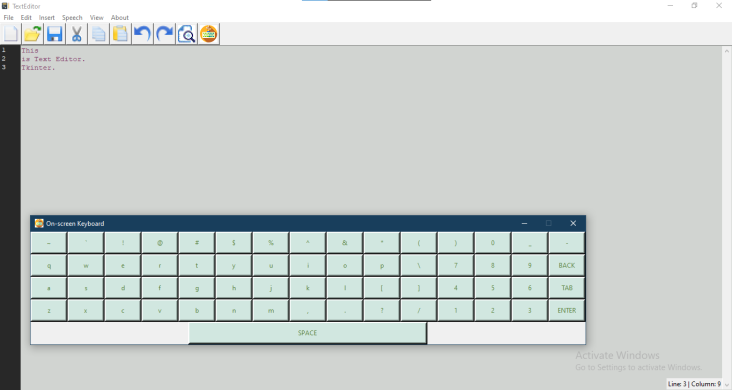 TextEditor
File Edit Insert Speech View About
1 This
2 is Text Editor.
3 TKinter.
On-screen Keyboard
~ ` ! @ # $ % ^ & * ( ) 0 _ -
q w e r t y u i o p \ 7 8 9 BACK
a s d f g h j k l [ ] 4 5 6 TAB
z x c v b n m , . ? / 1 2 3 ENTER
SPACE
Activate Windows
Go to Settings to activate Windows.
Line: 3 | Column: 9